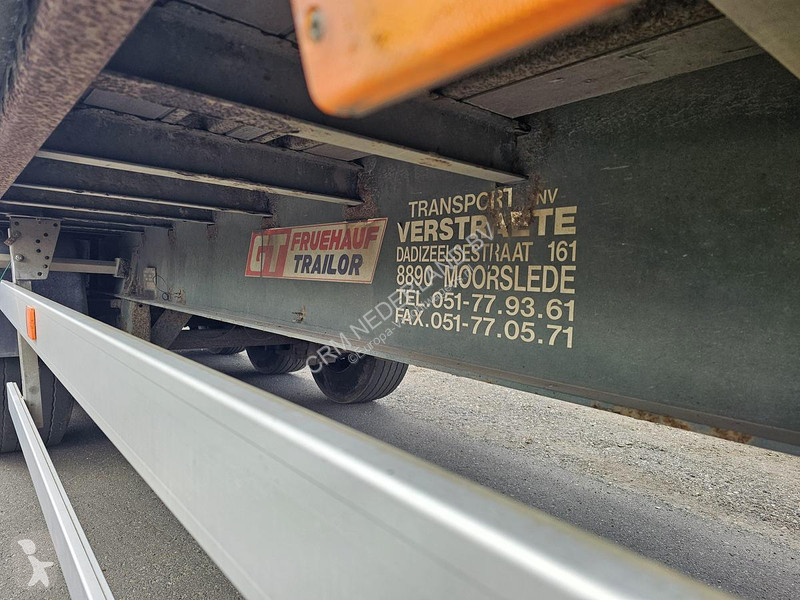 GT FRUEHAUF
TRAILOR
TRANSPORT NV
VERSTRAETE
DADIZEELSESTRAAT 161
8890 MOORSLEDE
TEL.051-77.93.61
FAX.051-77.05.71
CRM NEDERLAND BV